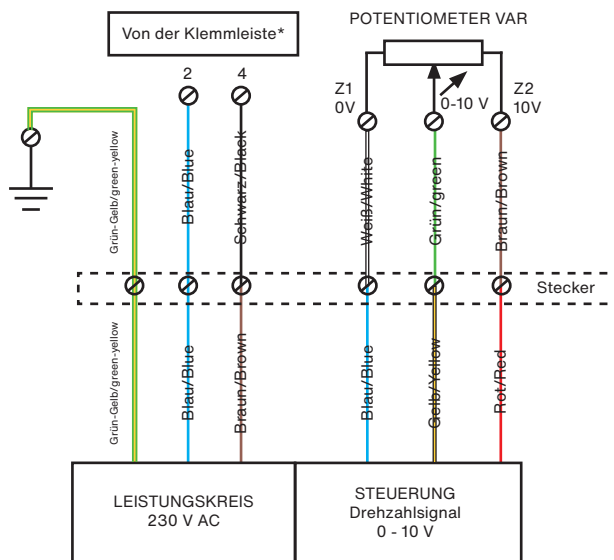 POTENTIOMETER VAR
Von der Klemmleiste*
2
4
Z1
0V
0-10 V
Z2
10V
Grün-Gelb/green-yellow
Blau/Blue
Schwarz/Black
Weiß/White
Grün/green
Braun/Brown
Stecker
Grün-Gelb/green-yellow
Blau/Blue
Braun/Brown
Blau/Blue
Gelb/Yellow
Rot/Red
LEISTUNGSKREIS
230 V AC
STEUERUNG
Drehzahlsignal
0 - 10 V